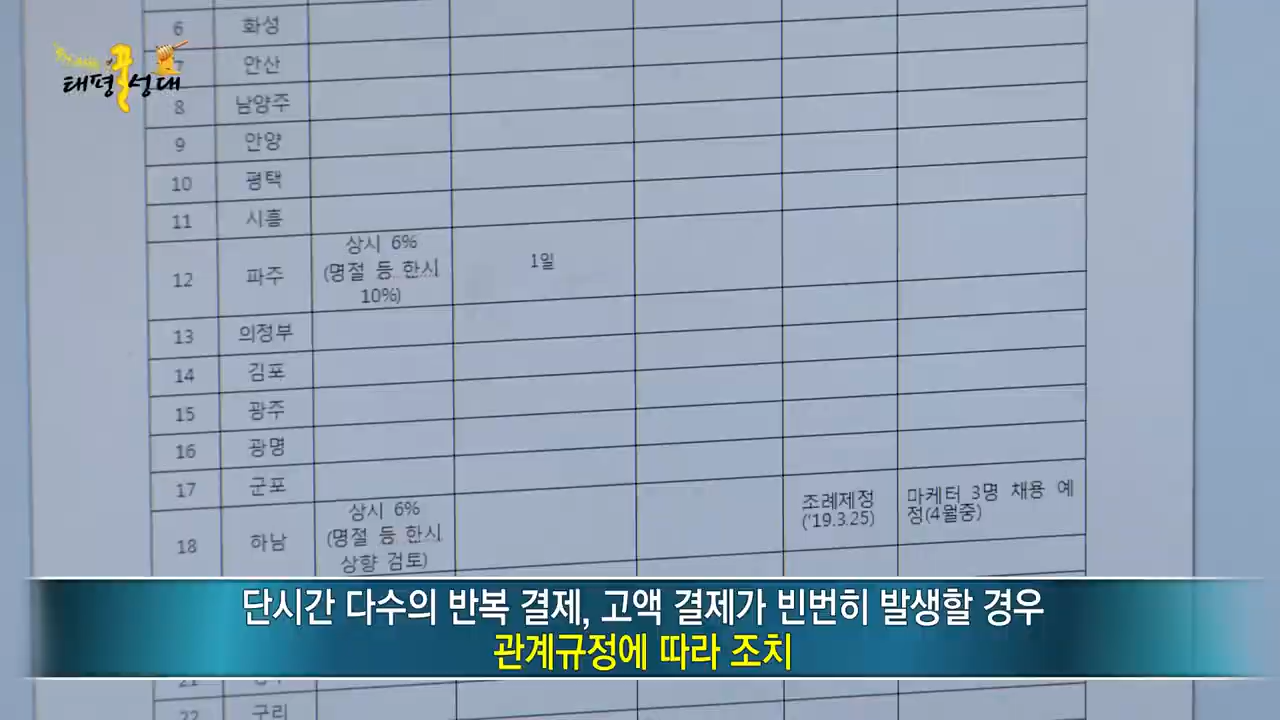 태평꿀성대
6 화성
7 안산
8 남양주
9 안양
10 평택
11 시흥
12 파주 상시 6% 1일
(명절 등 한시
10%)
13 의정부
14 김포
15 광주
16 광명
17 군포
18 하남 상시 6% 조례제정 마케터 3명 채용 예
(명절 등 한시 ('19.3.25) 정(4월중)
상향 검토)
단시간 다수의 반복 결제, 고액 결제가 빈번히 발생할 경우
관계규정에 따라 조치
22 구리